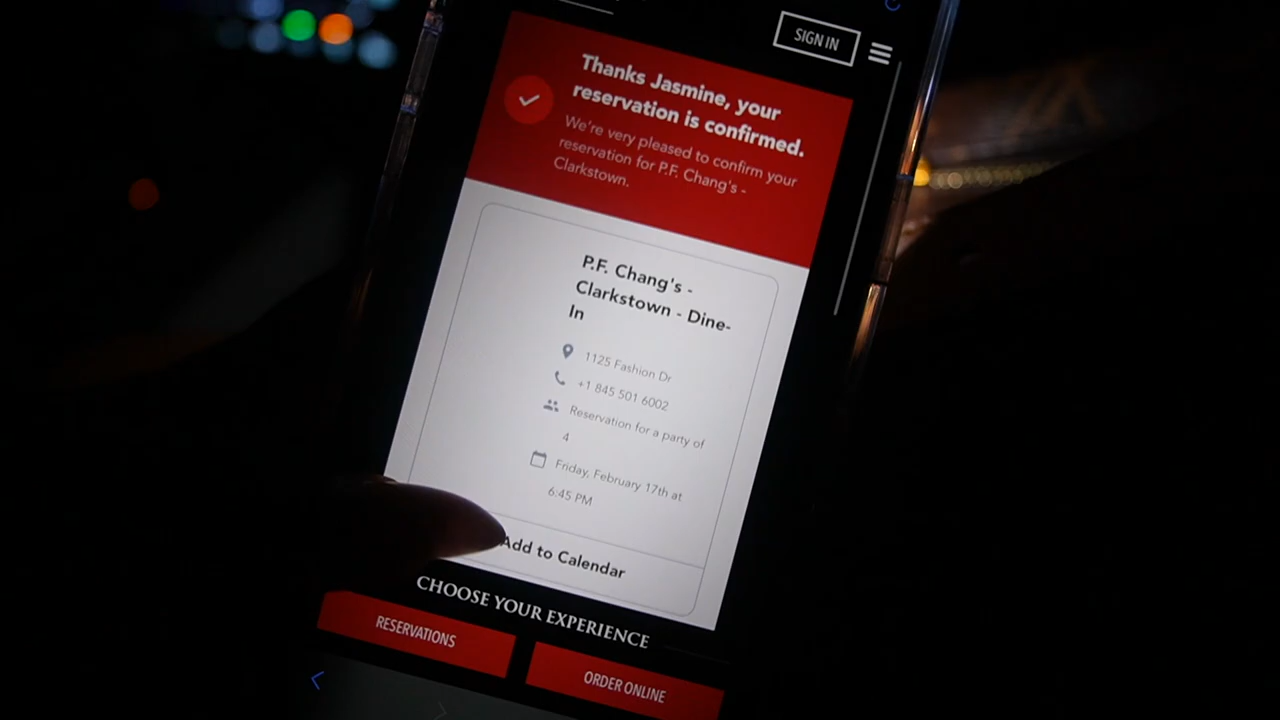 SIGN IN
Thanks Jasmine, your
reservation is confirmed.
We're very pleased to confirm your
reservation for P.F. Chang's -
Clarkstown.
P.F. Chang's -
Clarkstown - Dine-
In
1125 Fashion Dr
+1 845 501 6002
Reservation for a party of
4
Friday, February 17th at
6:45 PM
Add to Calendar
CHOOSE YOUR EXPERIENCE
RESERVATIONS
ORDER ONLINE